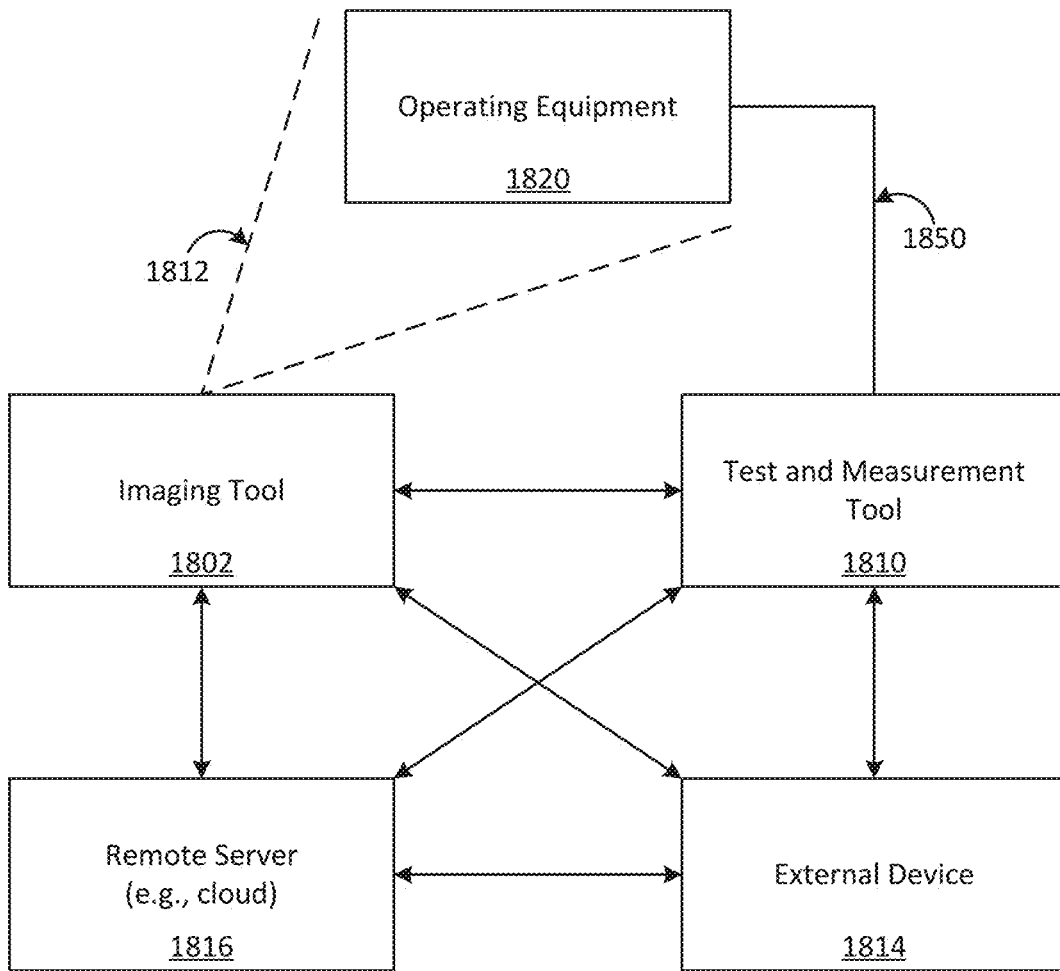 Operating Equipment
1820
1812
1850
Imaging Tool
1802
Test and Measurement
Tool
1810
Remote Server
(e.g., cloud)
1816
External Device
1814